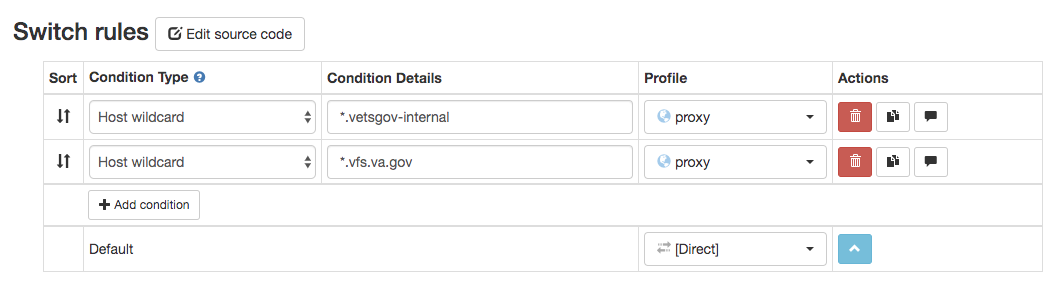 Switch rules Edit source code
Sort Condition Type ? Condition Details Profile Actions
Host wildcard *.vetsgov-internal proxy
Host wildcard *.vfs.va.gov proxy
+ Add condition
Default [Direct]